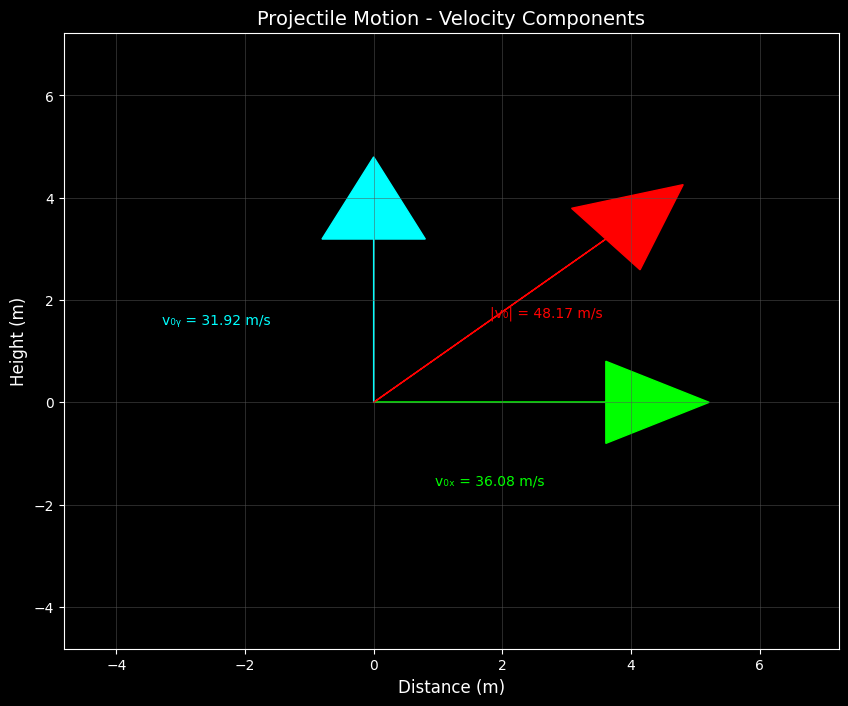 Projectile Motion - Velocity Components
Height (m)
6
4
2
0
−2
−4
v₀ᵧ = 31.92 m/s
|v₀| = 48.17 m/s
v₀ₓ = 36.08 m/s
−4
−2
0
2
4
6
Distance (m)